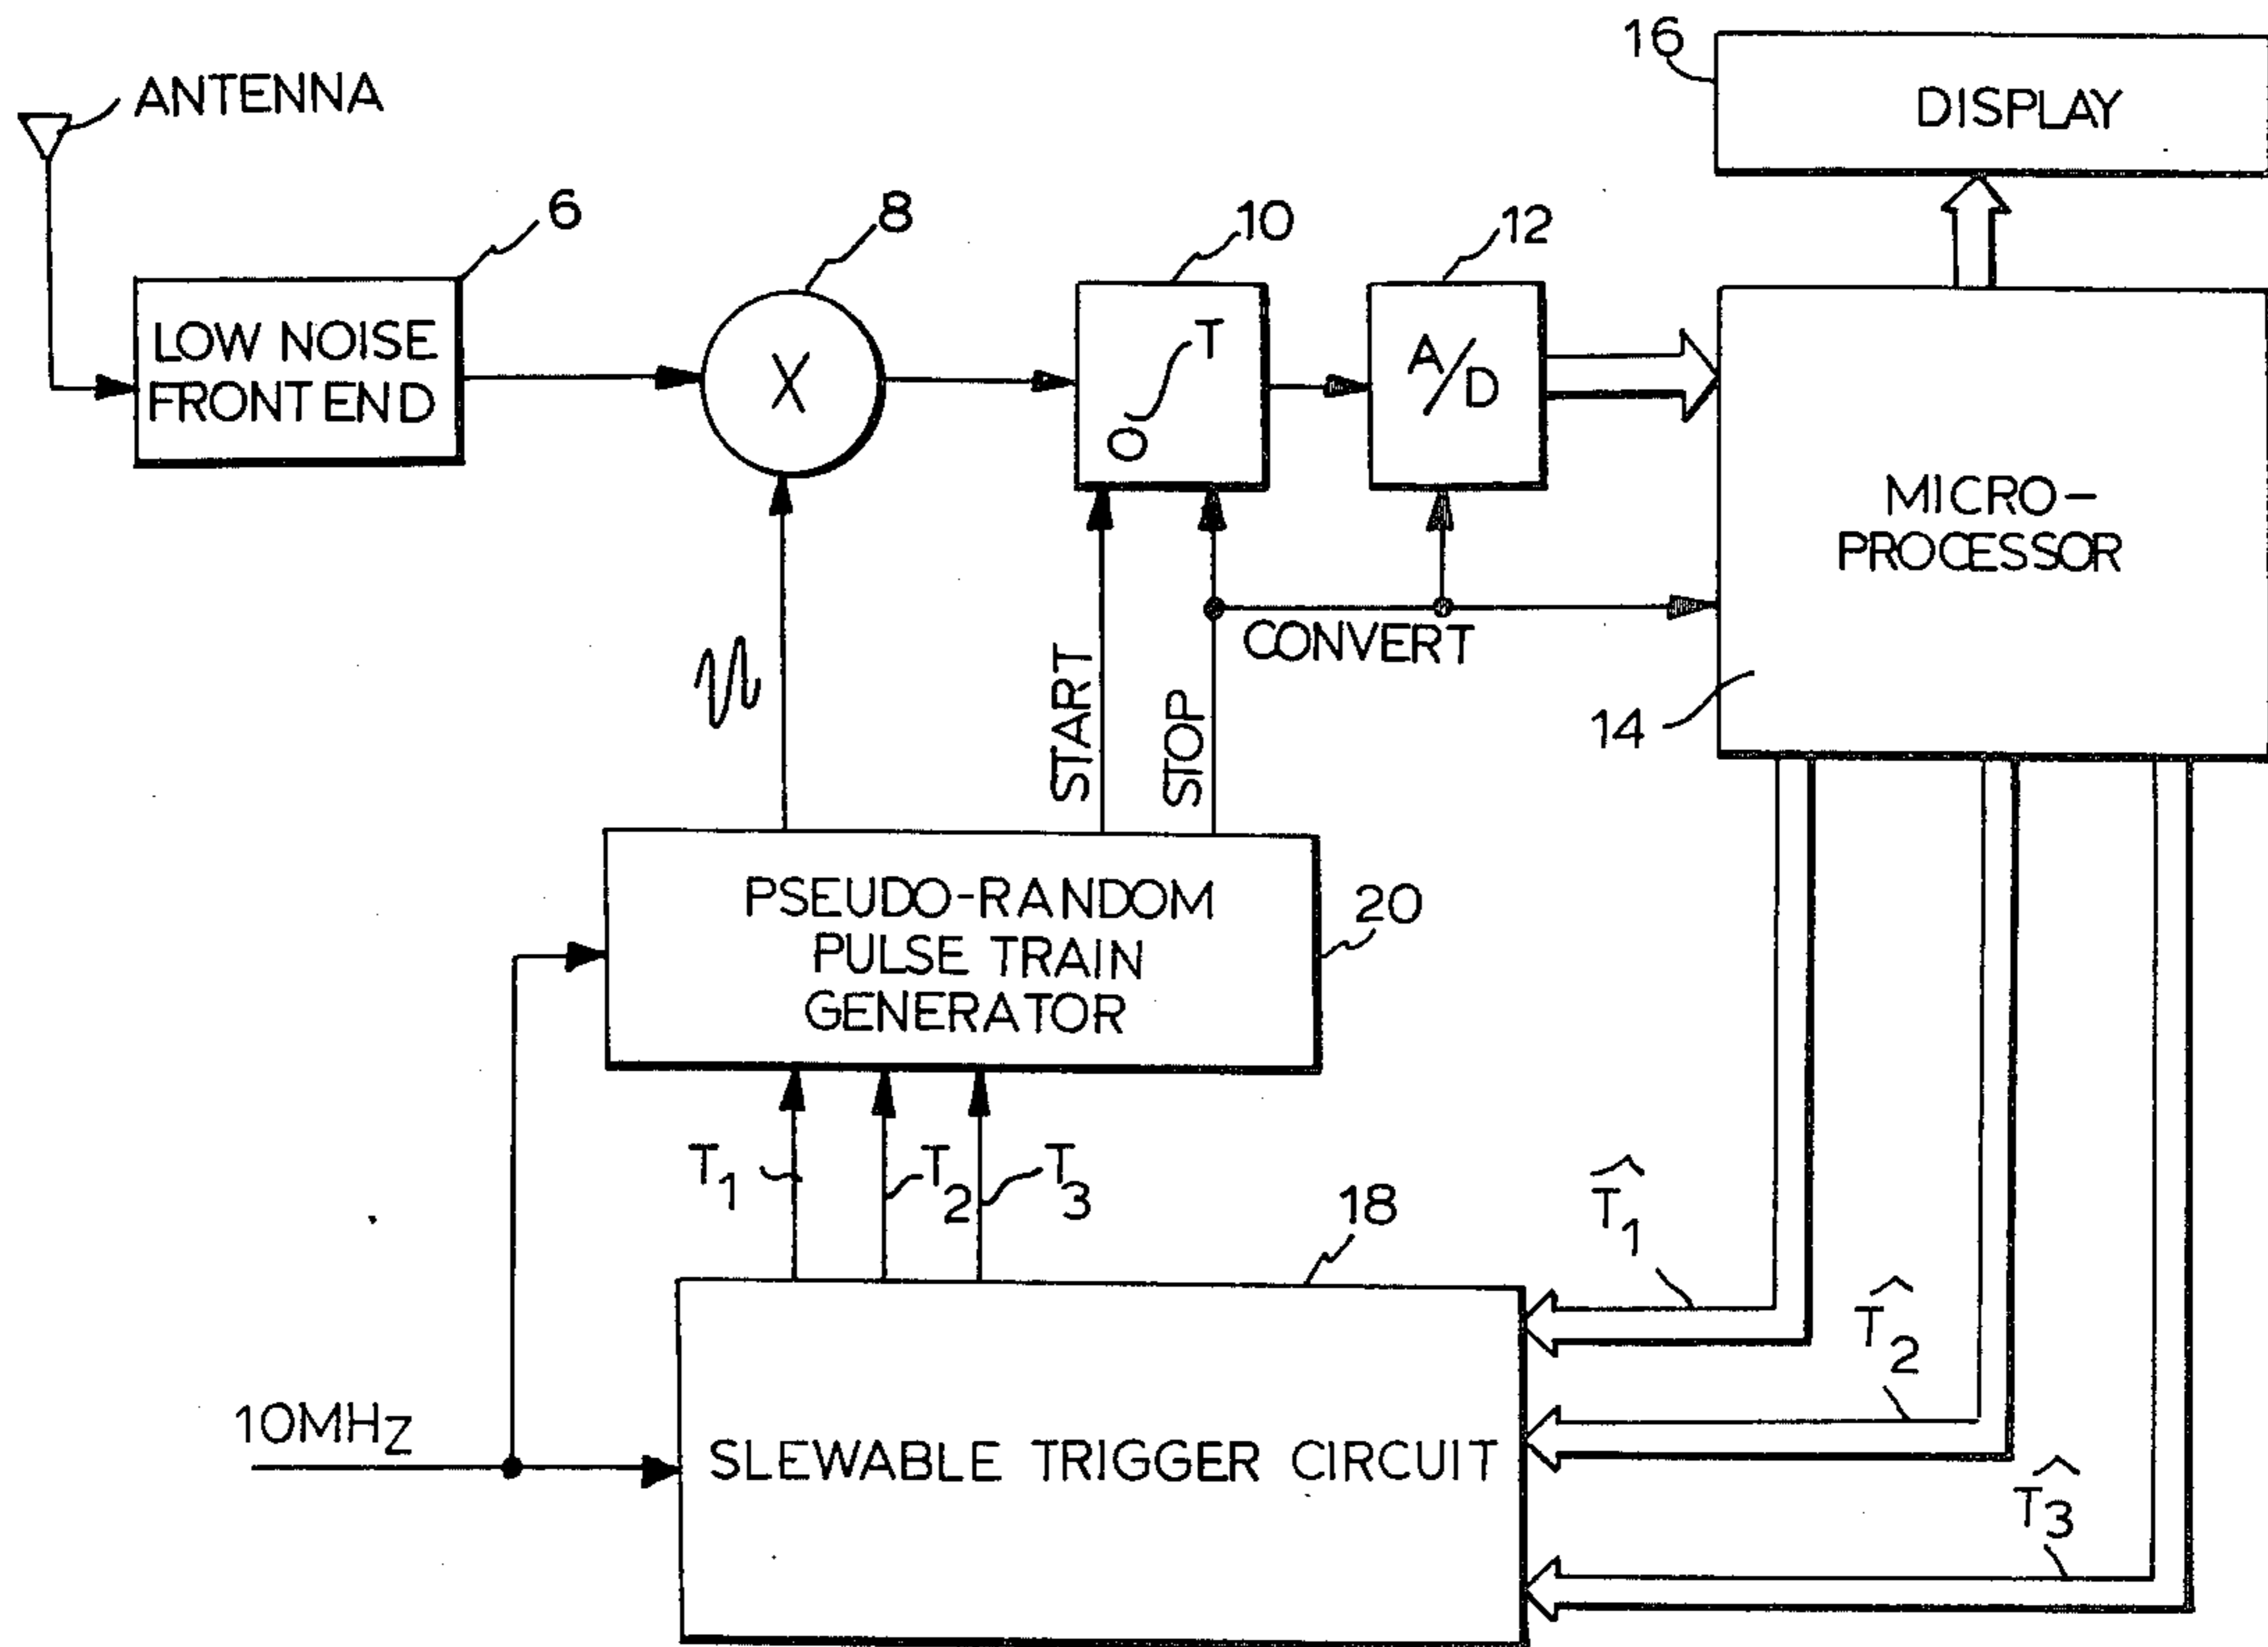 16
DISPLAY
ANTENNA
6
8
10
12
LOW NOISE
FRONT END
X
O T
A/D
MICRO-
PROCESSOR
CONVERT
START
STOP
14
PSEUDO-RANDOM
PULSE TRAIN
GENERATOR
20
T1
T2
T3
18
T̂1
T̂2
T̂3
10MHZ
SLEWABLE TRIGGER CIRCUIT